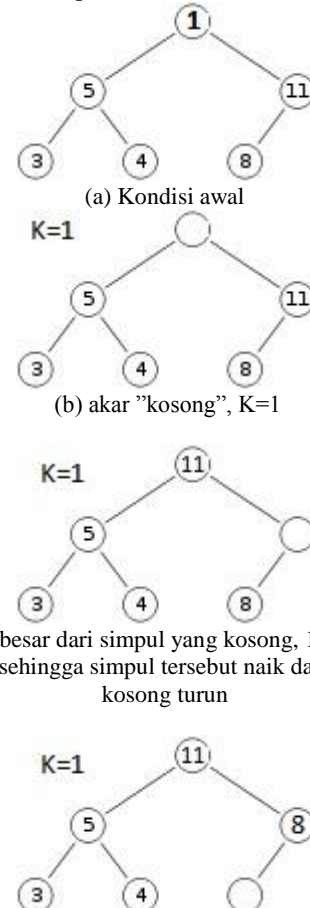 1
5 11
3 4 8
(a) Kondisi awal
K=1
5 11
3 4 8
(b) akar ”kosong”, K=1
K=1 11
5
3 4 8
besar dari simpul yang kosong, 1
sehingga simpul tersebut naik da
kosong turun
K=1 11
5 8
3 4